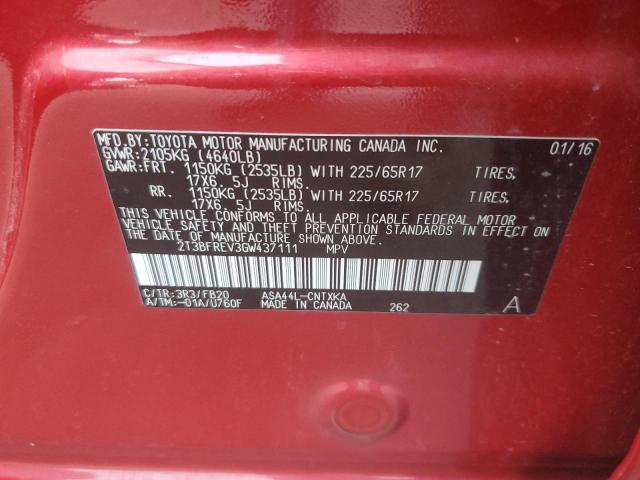 MFD.BY:TOYOTA MOTOR MANUFACTURING CANADA INC. 01/16
GVWR:2105KG (4640LB)
GAWR:FRT. 1150KG (2535LB) WITH 225/65R17 TIRES,
17X6. 5J RIMS.
RR. 1150KG (2535LB) WITH 225/65R17 TIRES,
17X6. 5J RIMS.
THIS VEHICLE CONFORMS TO ALL APPLICABLE FEDERAL MOTOR
VEHICLE SAFETY AND THEFT PREVENTION STANDARDS IN EFFECT ON
THE DATE OF MANUFACTURE SHOWN ABOVE.
2T3BFREV3GW437111 MPV
C/TR:3R3/FB20 ASA44L-CNTXKA
A/TM:-01A/U760F MADE IN CANADA 262 A